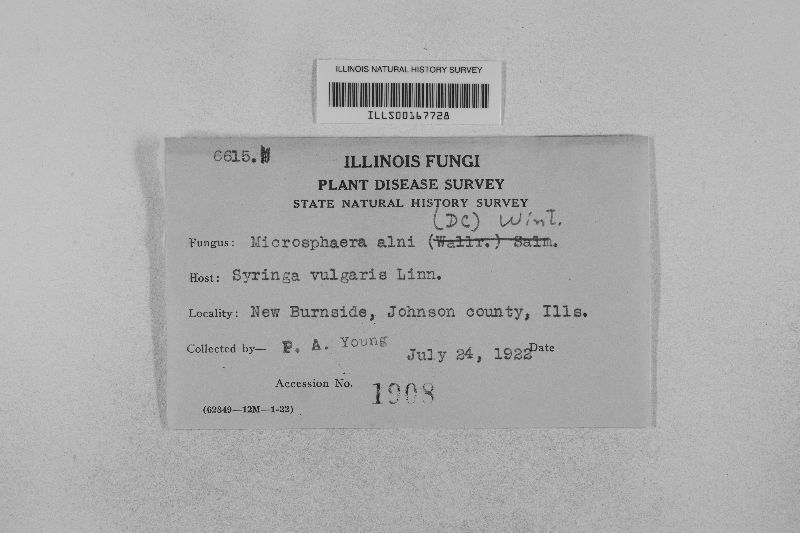 ILLINOIS NATURAL HISTORY SURVEY
ILLS00167728
6615.
ILLINOIS FUNGI
PLANT DISEASE SURVEY
STATE NATURAL HISTORY SURVEY
(DC) Wint.
Fungus: Microsphaera alni (Wallr.) Salm.
Host: Syringa vulgaris Linn.
Locality: New Burnside, Johnson county, Ills.
Collected by— P. A. Young July 24, 1922 Date
Accession No. 1908
(62849—12M—1-22)